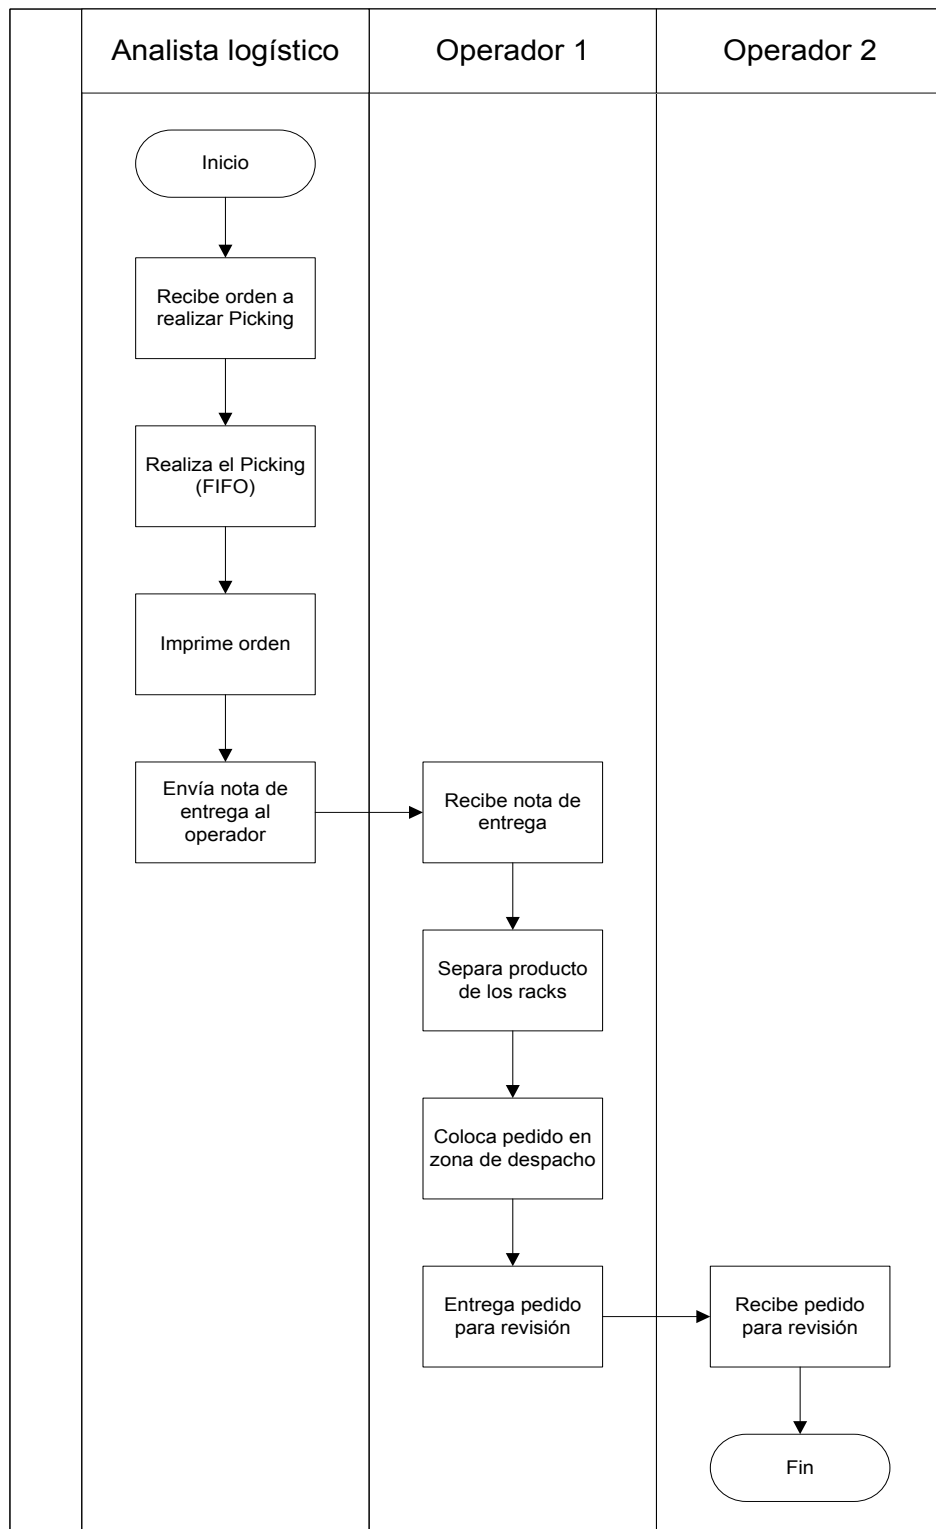 Analista logístico
Operador 1
Operador 2
Inicio
Recibe orden a
realizar Picking
Realiza el Picking
(FIFO)
Imprime orden
Envía nota de
entrega al
operador
Recibe nota de
entrega
Separa producto
de los racks
Coloca pedido en
zona de despacho
Entrega pedido
para revisión
Recibe pedido
para revisión
Fin